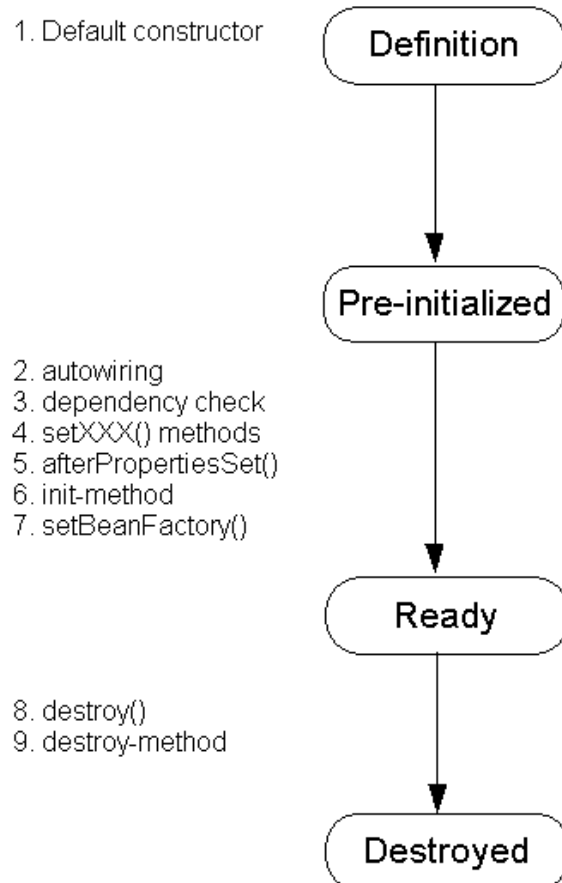 1. Default constructor
Definition
Pre-initialized
2. autowiring
3. dependency check
4. setXXX() methods
5. afterPropertiesSet()
6. init-method
7. setBeanFactory()
Ready
8. destroy()
9. destroy-method
Destroyed